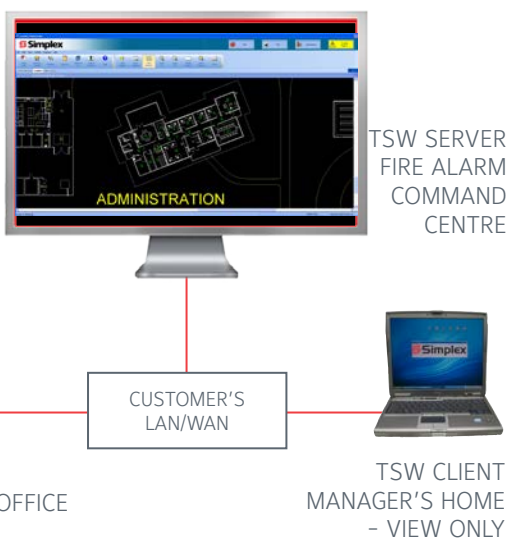 Simplex
ADMINISTRATION
TSW SERVER
FIRE ALARM
COMMAND
CENTRE
CUSTOMER'S
LAN/WAN
Simplex
OFFICE
TSW CLIENT
MANAGER'S HOME
– VIEW ONLY